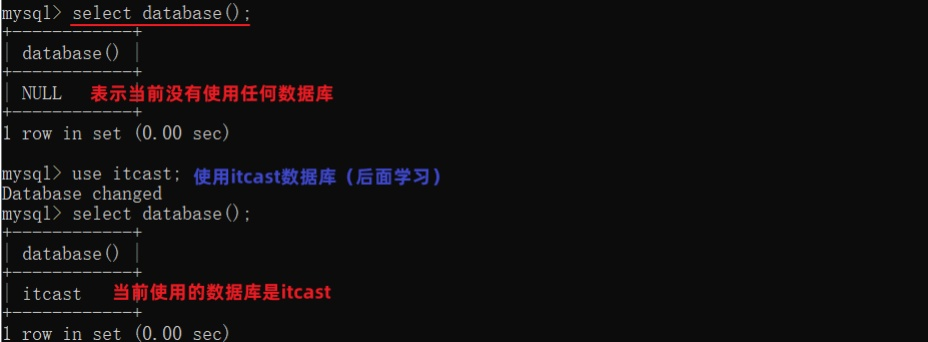 mysql> select database();
+------------+
| database() |
+------------+
| NULL 表示当前没有使用任何数据库
+------------+
1 row in set (0.00 sec)
mysql> use itcast; 使用itcast数据库（后面学习）
Database changed
mysql> select database();
+------------+
| database() |
+------------+
| itcast 当前使用的数据库是itcast
+------------+
1 row in set (0.00 sec)